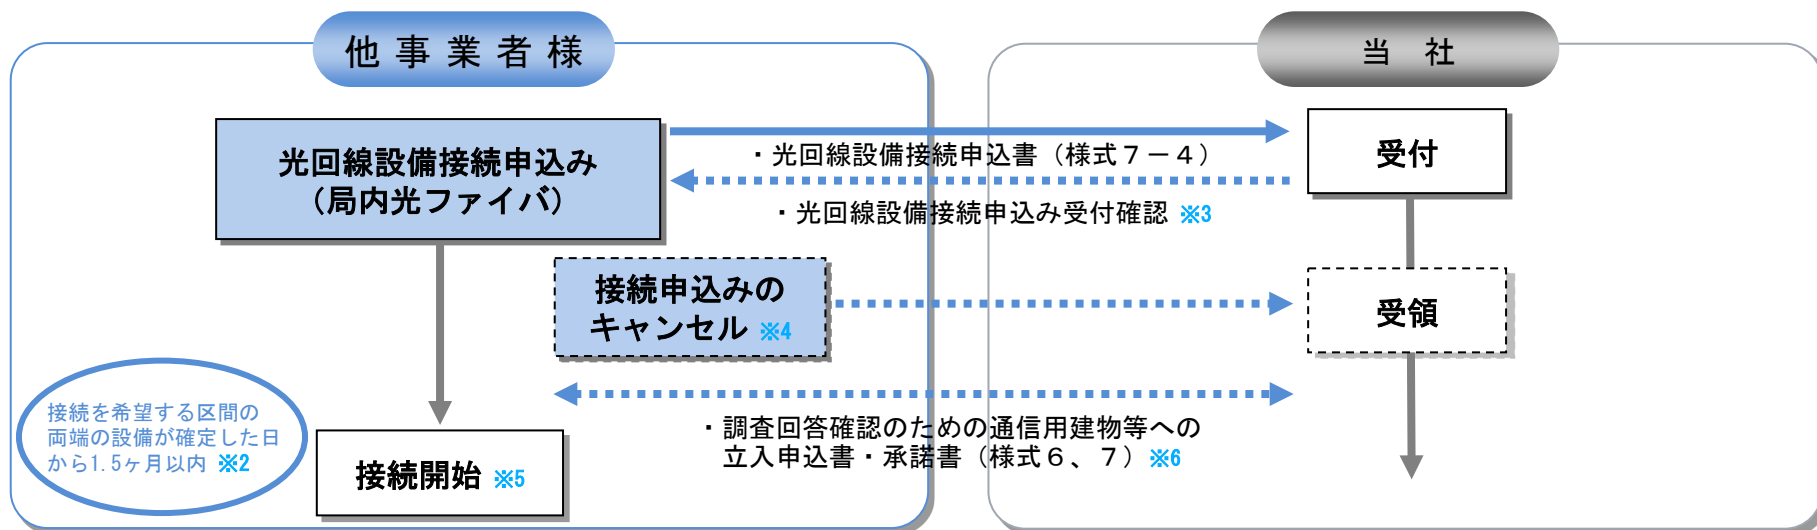 他事業者様
当　社
光回線設備接続申込み
（局内光ファイバ）
・光回線設備接続申込書（様式７－４）
受付
・光回線設備接続申込み受付確認 ※3
接続申込みの
キャンセル ※4
受領
接続を希望する区間の
両端の設備が確定した日
から1.5ヶ月以内 ※2
・調査回答確認のための通信用建物等への
立入申込書・承諾書（様式６、７）※6
接続開始 ※5